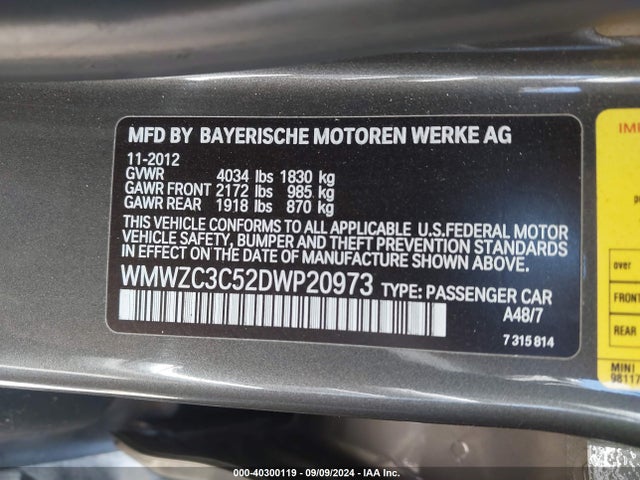 MFD BY BAYERISCHE MOTOREN WERKE AG
11-2012
GVWR 4034 lbs 1830 kg
GAWR FRONT 2172 lbs 985 kg
GAWR REAR 1918 lbs 870 kg
THIS VEHICLE CONFORMS TO ALL APPLICABLE U.S.FEDERAL MOTOR
VEHICLE SAFETY, BUMPER AND THEFT PREVENTION STANDARDS
IN EFFECT ON THE DATE OF MANUFACTURE SHOWN ABOVE.
WMWZC3C52DWP20973 TYPE: PASSENGER CAR
A48/7
7 315 814
IMP
over
FRONT
REAR
MINI
98117
000-40300119 - 09/09/2024 - IAA Inc.